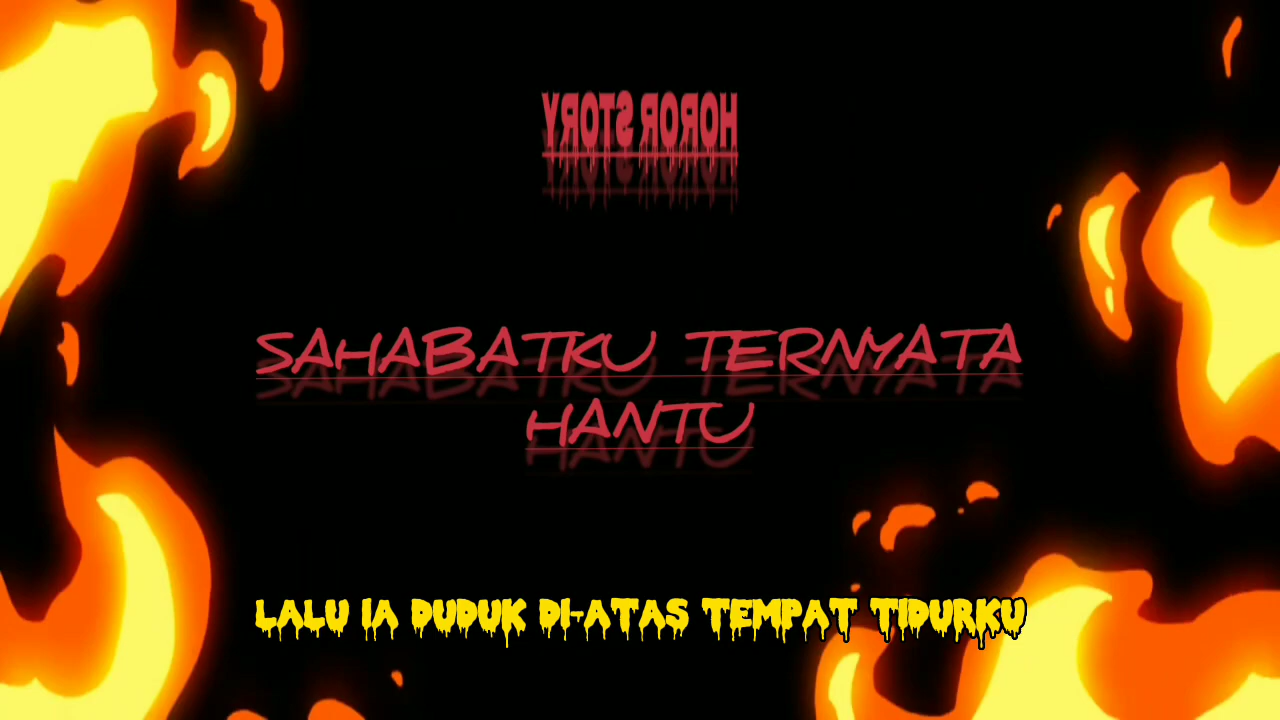 HOROR STORY
SAHABATKU TERNYATA
HANTU
LALU IA DUDUK DI-ATAS TEMPAT TIDURKU